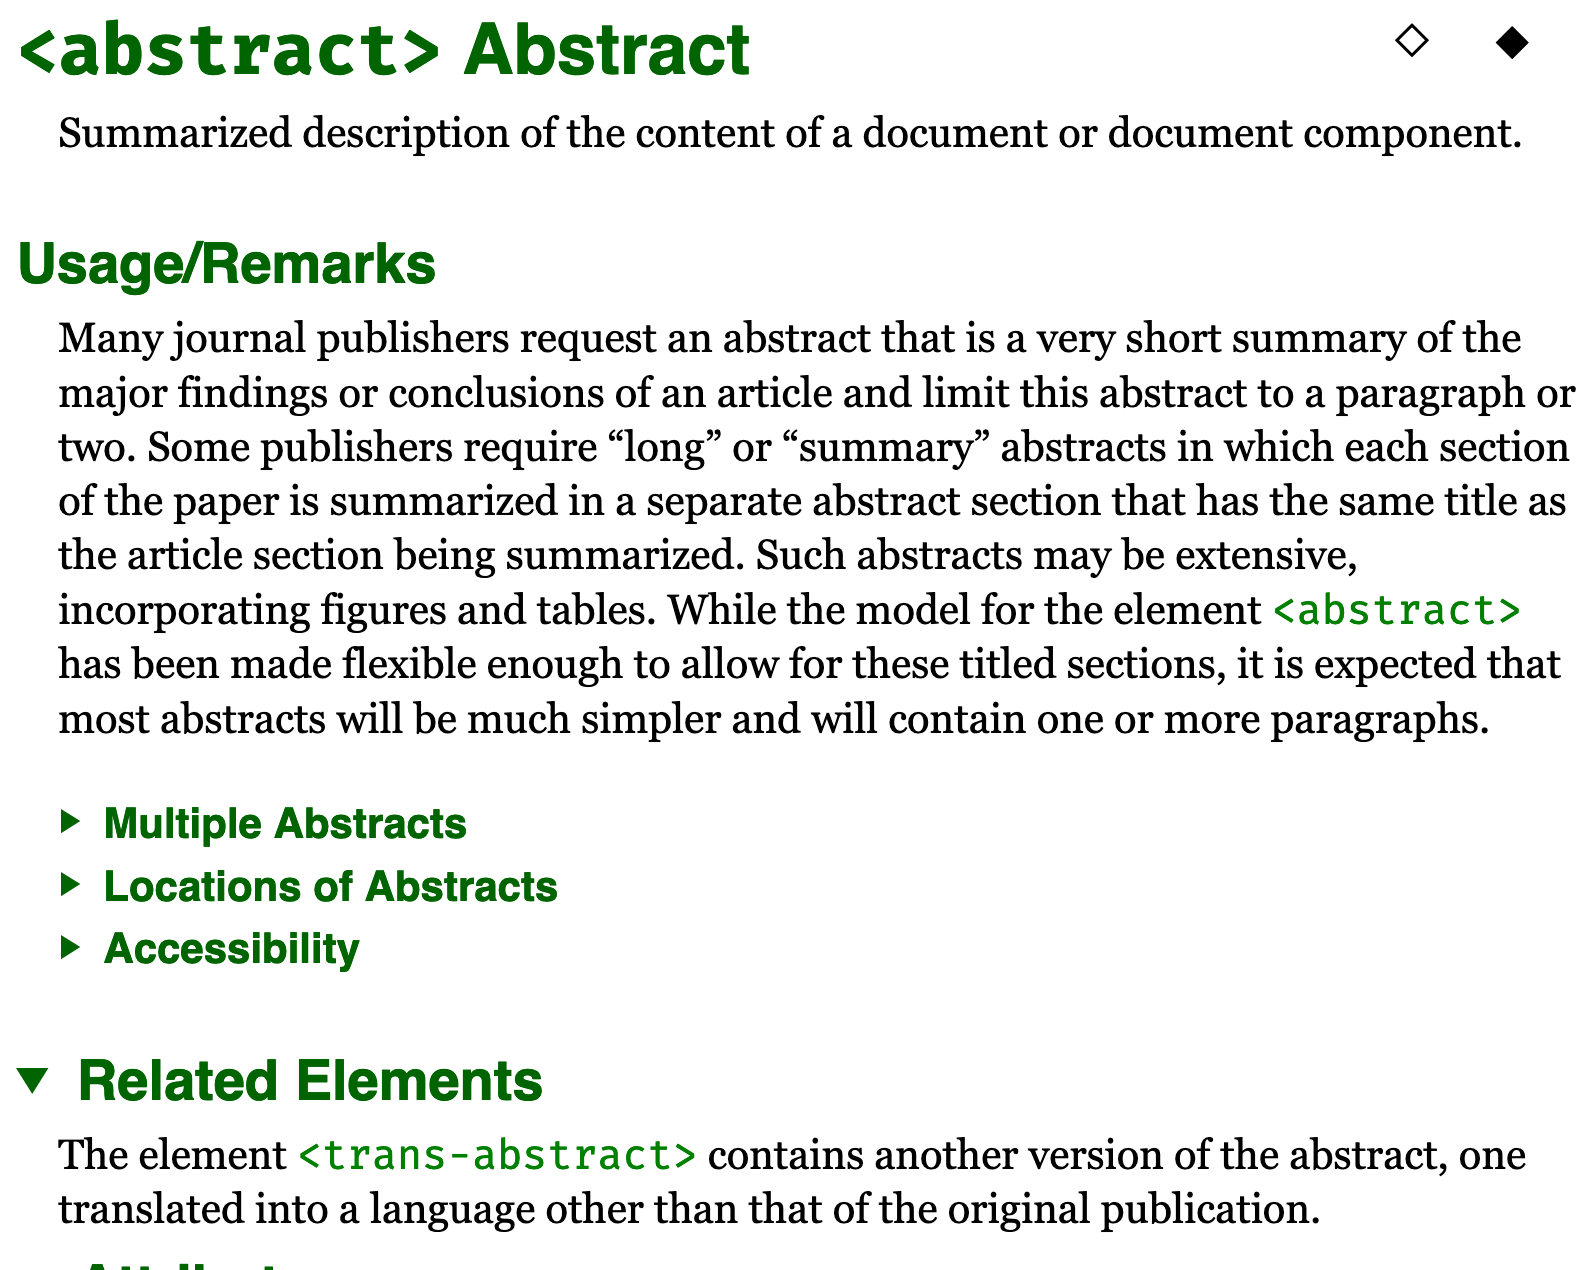 <abstract> Abstract ◇ ◆
Summarized description of the content of a document or document component.
Usage/Remarks
Many journal publishers request an abstract that is a very short summary of the
major findings or conclusions of an article and limit this abstract to a paragraph or
two. Some publishers require “long” or “summary” abstracts in which each section
of the paper is summarized in a separate abstract section that has the same title as
the article section being summarized. Such abstracts may be extensive,
incorporating figures and tables. While the model for the element <abstract>
has been made flexible enough to allow for these titled sections, it is expected that
most abstracts will be much simpler and will contain one or more paragraphs.
▶ Multiple Abstracts
▶ Locations of Abstracts
▶ Accessibility
▼ Related Elements
The element <trans-abstract> contains another version of the abstract, one
translated into a language other than that of the original publication.